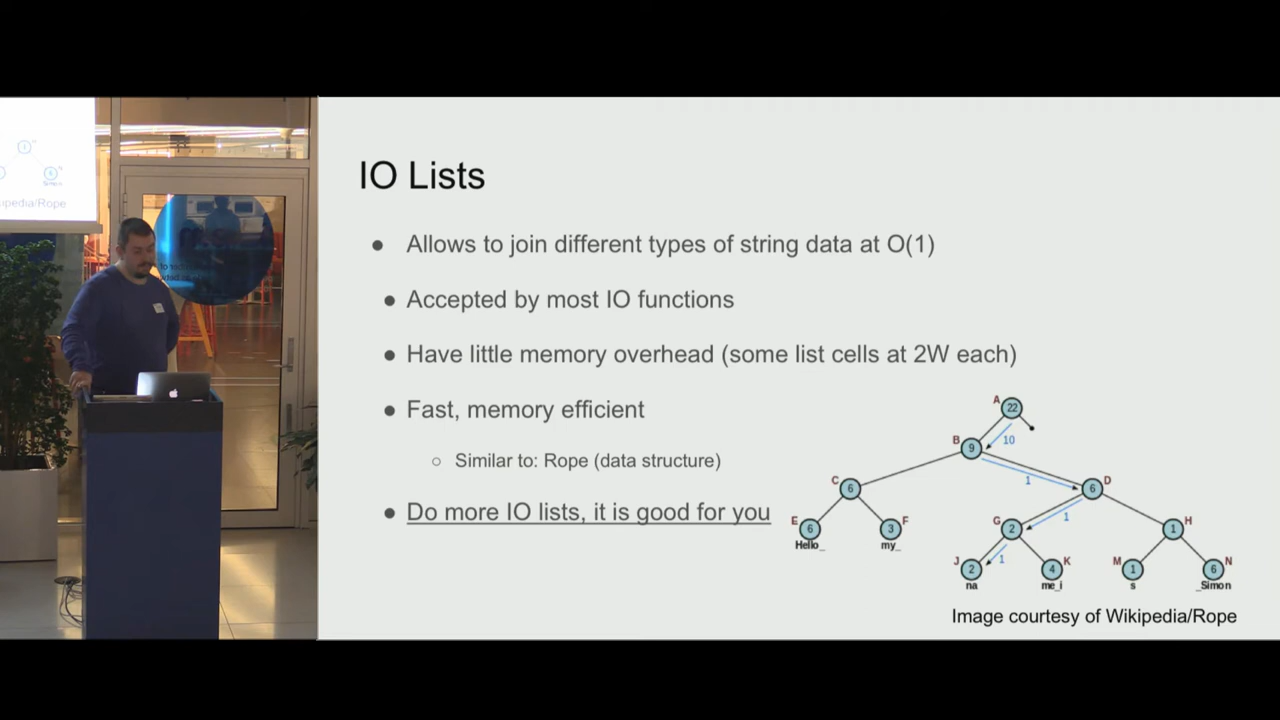 IO Lists
● Allows to join different types of string data at O(1)
● Accepted by most IO functions
● Have little memory overhead (some list cells at 2W each)
● Fast, memory efficient
○ Similar to: Rope (data structure)
● Do more IO lists, it is good for you
A
22
B
9
10
C
6
1
6
D
E
6
3
F
G
2
1
1
H
Hello_
my_
J
2
1
4
K
M
1
6
N
na
me_i
s
_Simon
Image courtesy of Wikipedia/Rope
ipedia/Rope